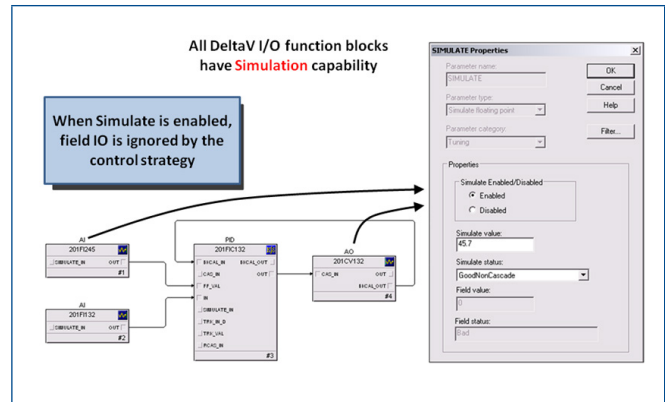 All DeltaV I/O function blocks
have Simulation capability
When Simulate is enabled,
field IO is ignored by the
control strategy
AI
201FI245
SIMULATE_IN
OUT
#1
AI
201FI132
SIMULATE_IN
OUT
#2
PID
201FIC132
BKCAL_IN
BKCAL_OUT
CAS_IN
OUT
FF_VAL
IN
SIMULATE_IN
TRK_IN_D
TRK_VAL
RCAS_IN
#3
AO
201CV132
CAS_IN
OUT
BKCAL_OUT
#4
SIMULATE Properties
Parameter name:
SIMULATE
OK
Cancel
Parameter type:
Simulate floating point
Help
Parameter category:
Tuning
Filter...
Properties
Simulate Enabled/Disabled
Enabled
Disabled
Simulate value:
45.7
Simulate status:
GoodNonCascade
Field value:
0
Field status:
Bad